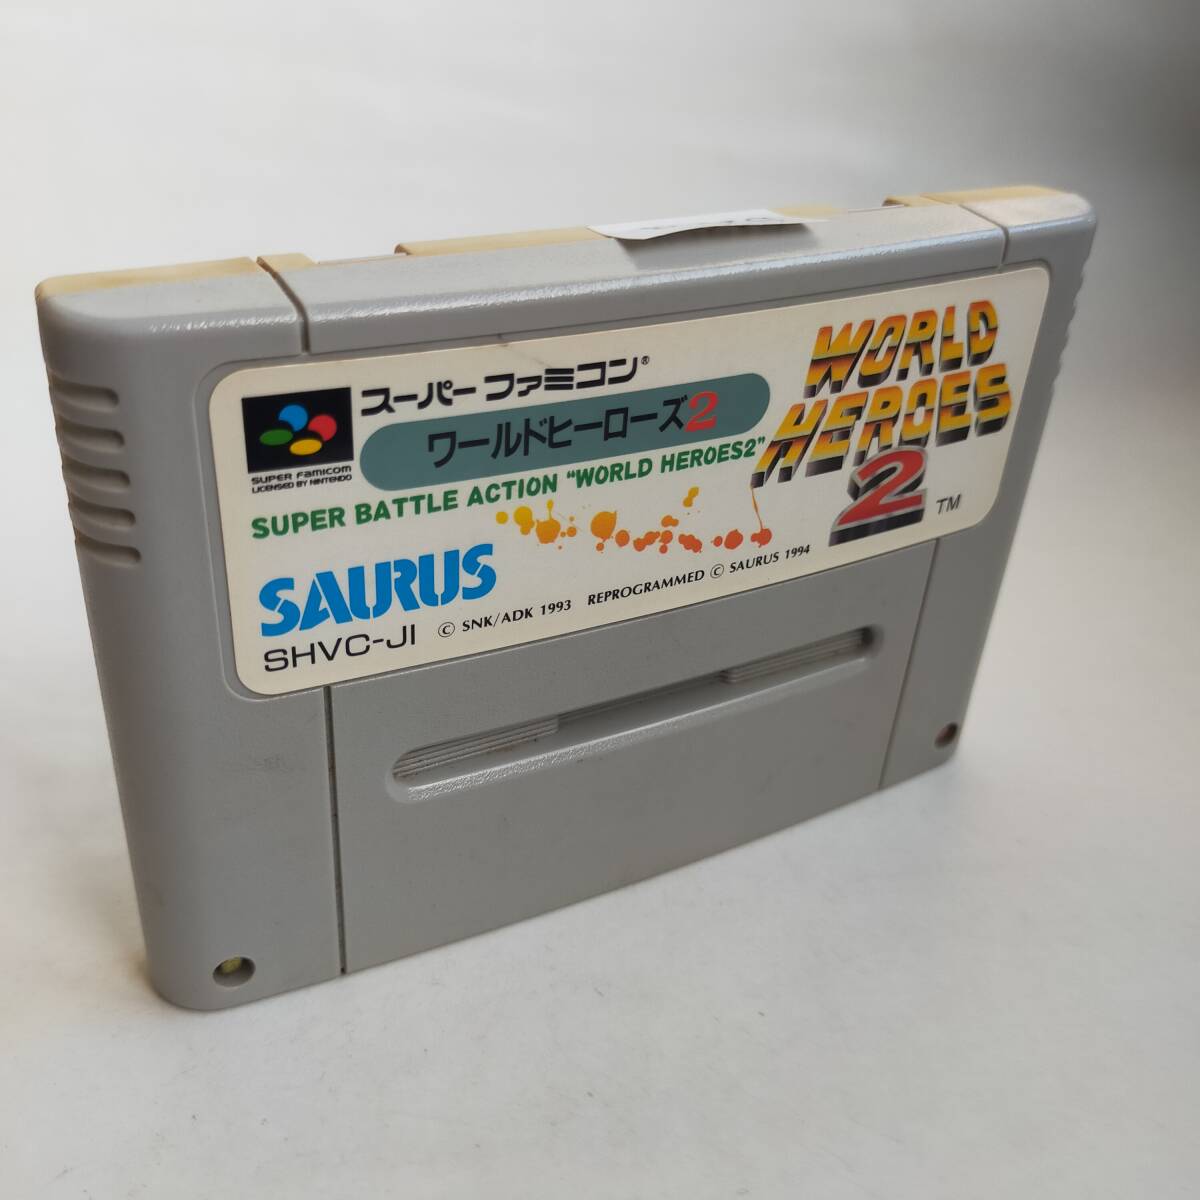 スーパーファミコン®
ワールドヒーローズ2
SUPER Famicom
LICENSED BY NINTENDO
SUPER BATTLE ACTION "WORLD HEROES2"
WORLD
HEROES
2 TM
SAURUS
SHVC-JI
© SNK/ADK 1993 REPROGRAMMED © SAURUS 1994